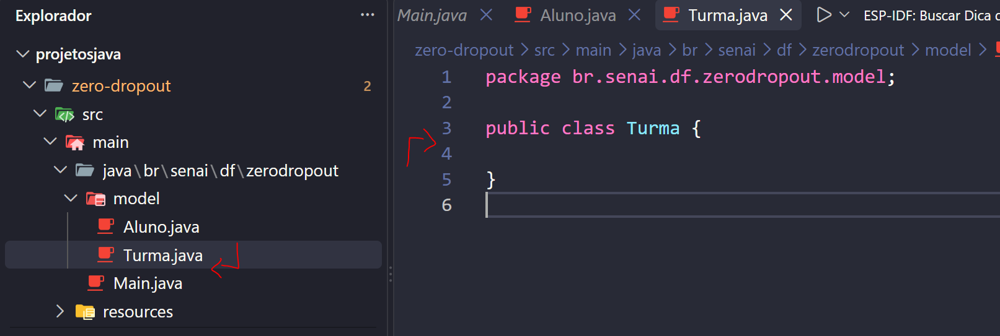 Explorador ...
projetosjava
zero-dropout 2
src
main
java\br\senai\df\zerodropout
model
Aluno.java
Turma.java
Main.java
resources
Main.java Aluno.java Turma.java ESP-IDF: Buscar Dica
zero-dropout > src > main > java > br > senai > df > zerodropout > model >
1 package br.senai.df.zerodropout.model;
2
3 public class Turma {
4
5 }
6